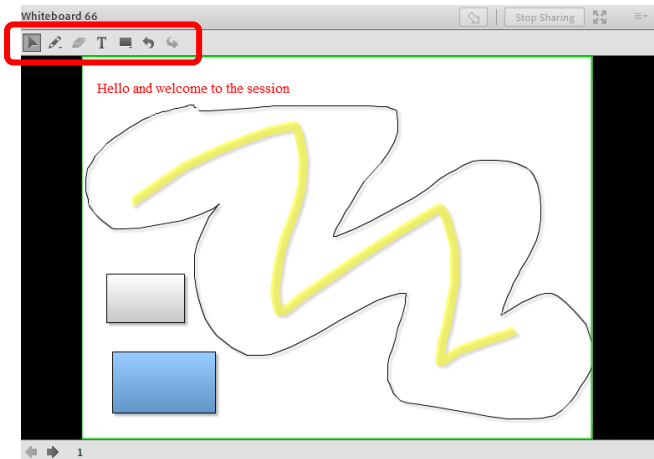 Whiteboard 66
Stop Sharing
T
Hello and welcome to the session
1